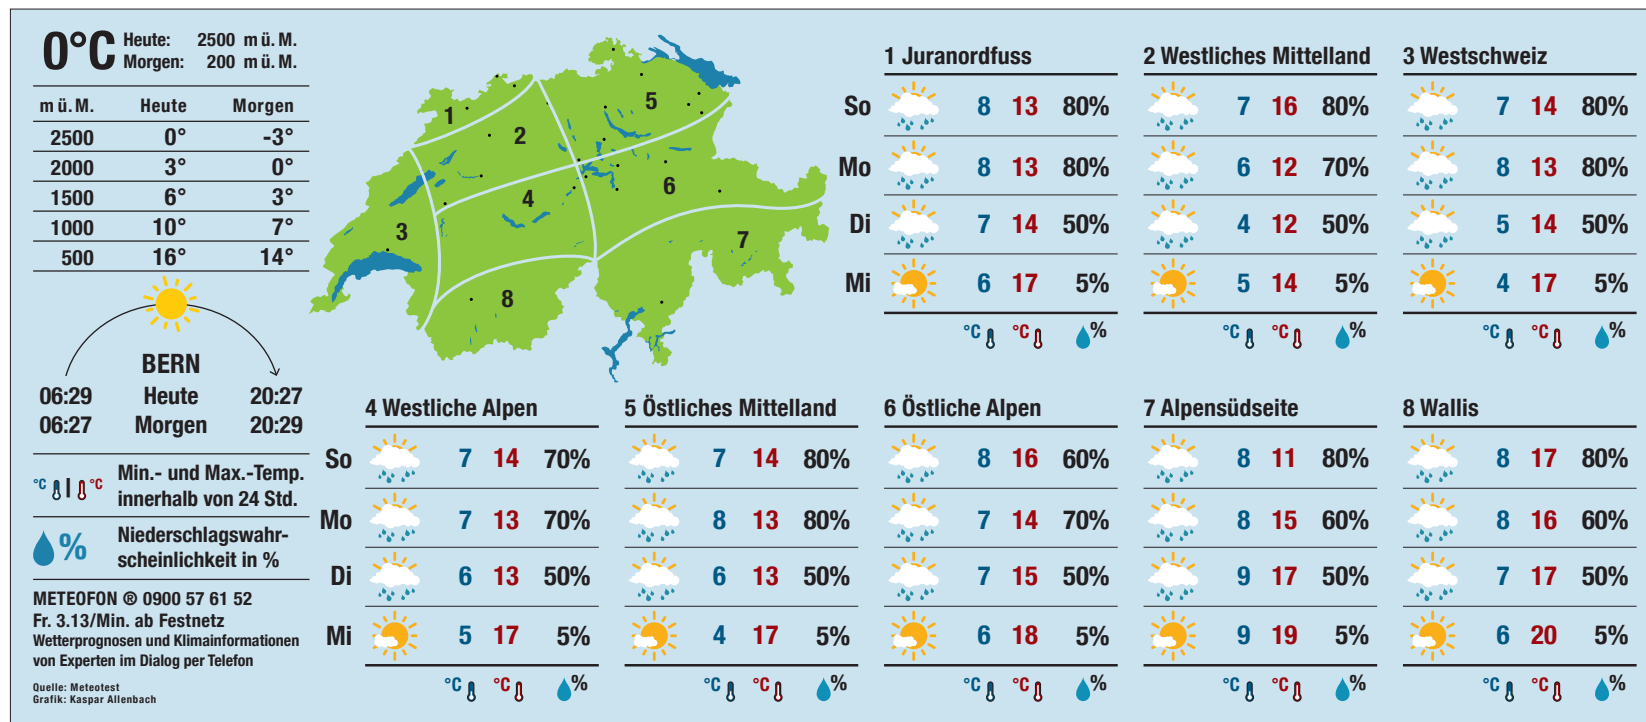 0°C
Heute: 2500 m ü. M.
Morgen: 200 m ü. M.
m ü. M. Heute Morgen
2500 0° -3°
2000 3° 0°
1500 6° 3°
1000 10° 7°
500 16° 14°
BERN
06:29 Heute 20:27
06:27 Morgen 20:29
°C | °C Min.- und Max.-Temp.
innerhalb von 24 Std.
% Niederschlagswahr-
scheinlichkeit in %
METEOFON ® 0900 57 61 52
Fr. 3.13/Min. ab Festnetz
Wetterprognosen und Klimainformationen
von Experten im Dialog per Telefon
Quelle: Meteotest
Grafik: Kaspar Allenbach
1
2
3
4
5
6
7
8
1 Juranordfuss 2 Westliches Mittelland 3 Westschweiz
So 8 13 80% 7 16 80% 7 14 80%
Mo 8 13 80% 6 12 70% 8 13 80%
Di 7 14 50% 4 12 50% 5 14 50%
Mi 6 17 5% 5 14 5% 4 17 5%
°C °C % °C °C % °C °C %
4 Westliche Alpen 5 Östliches Mittelland 6 Östliche Alpen 7 Alpensüdseite 8 Wallis
So 7 14 70% 7 14 80% 8 16 60% 8 11 80% 8 17 80%
Mo 7 13 70% 8 13 80% 7 14 70% 8 15 60% 8 16 60%
Di 6 13 50% 6 13 50% 7 15 50% 9 17 50% 7 17 50%
Mi 5 17 5% 4 17 5% 6 18 5% 9 19 5% 6 20 5%
°C °C % °C °C % °C °C % °C °C % °C °C %